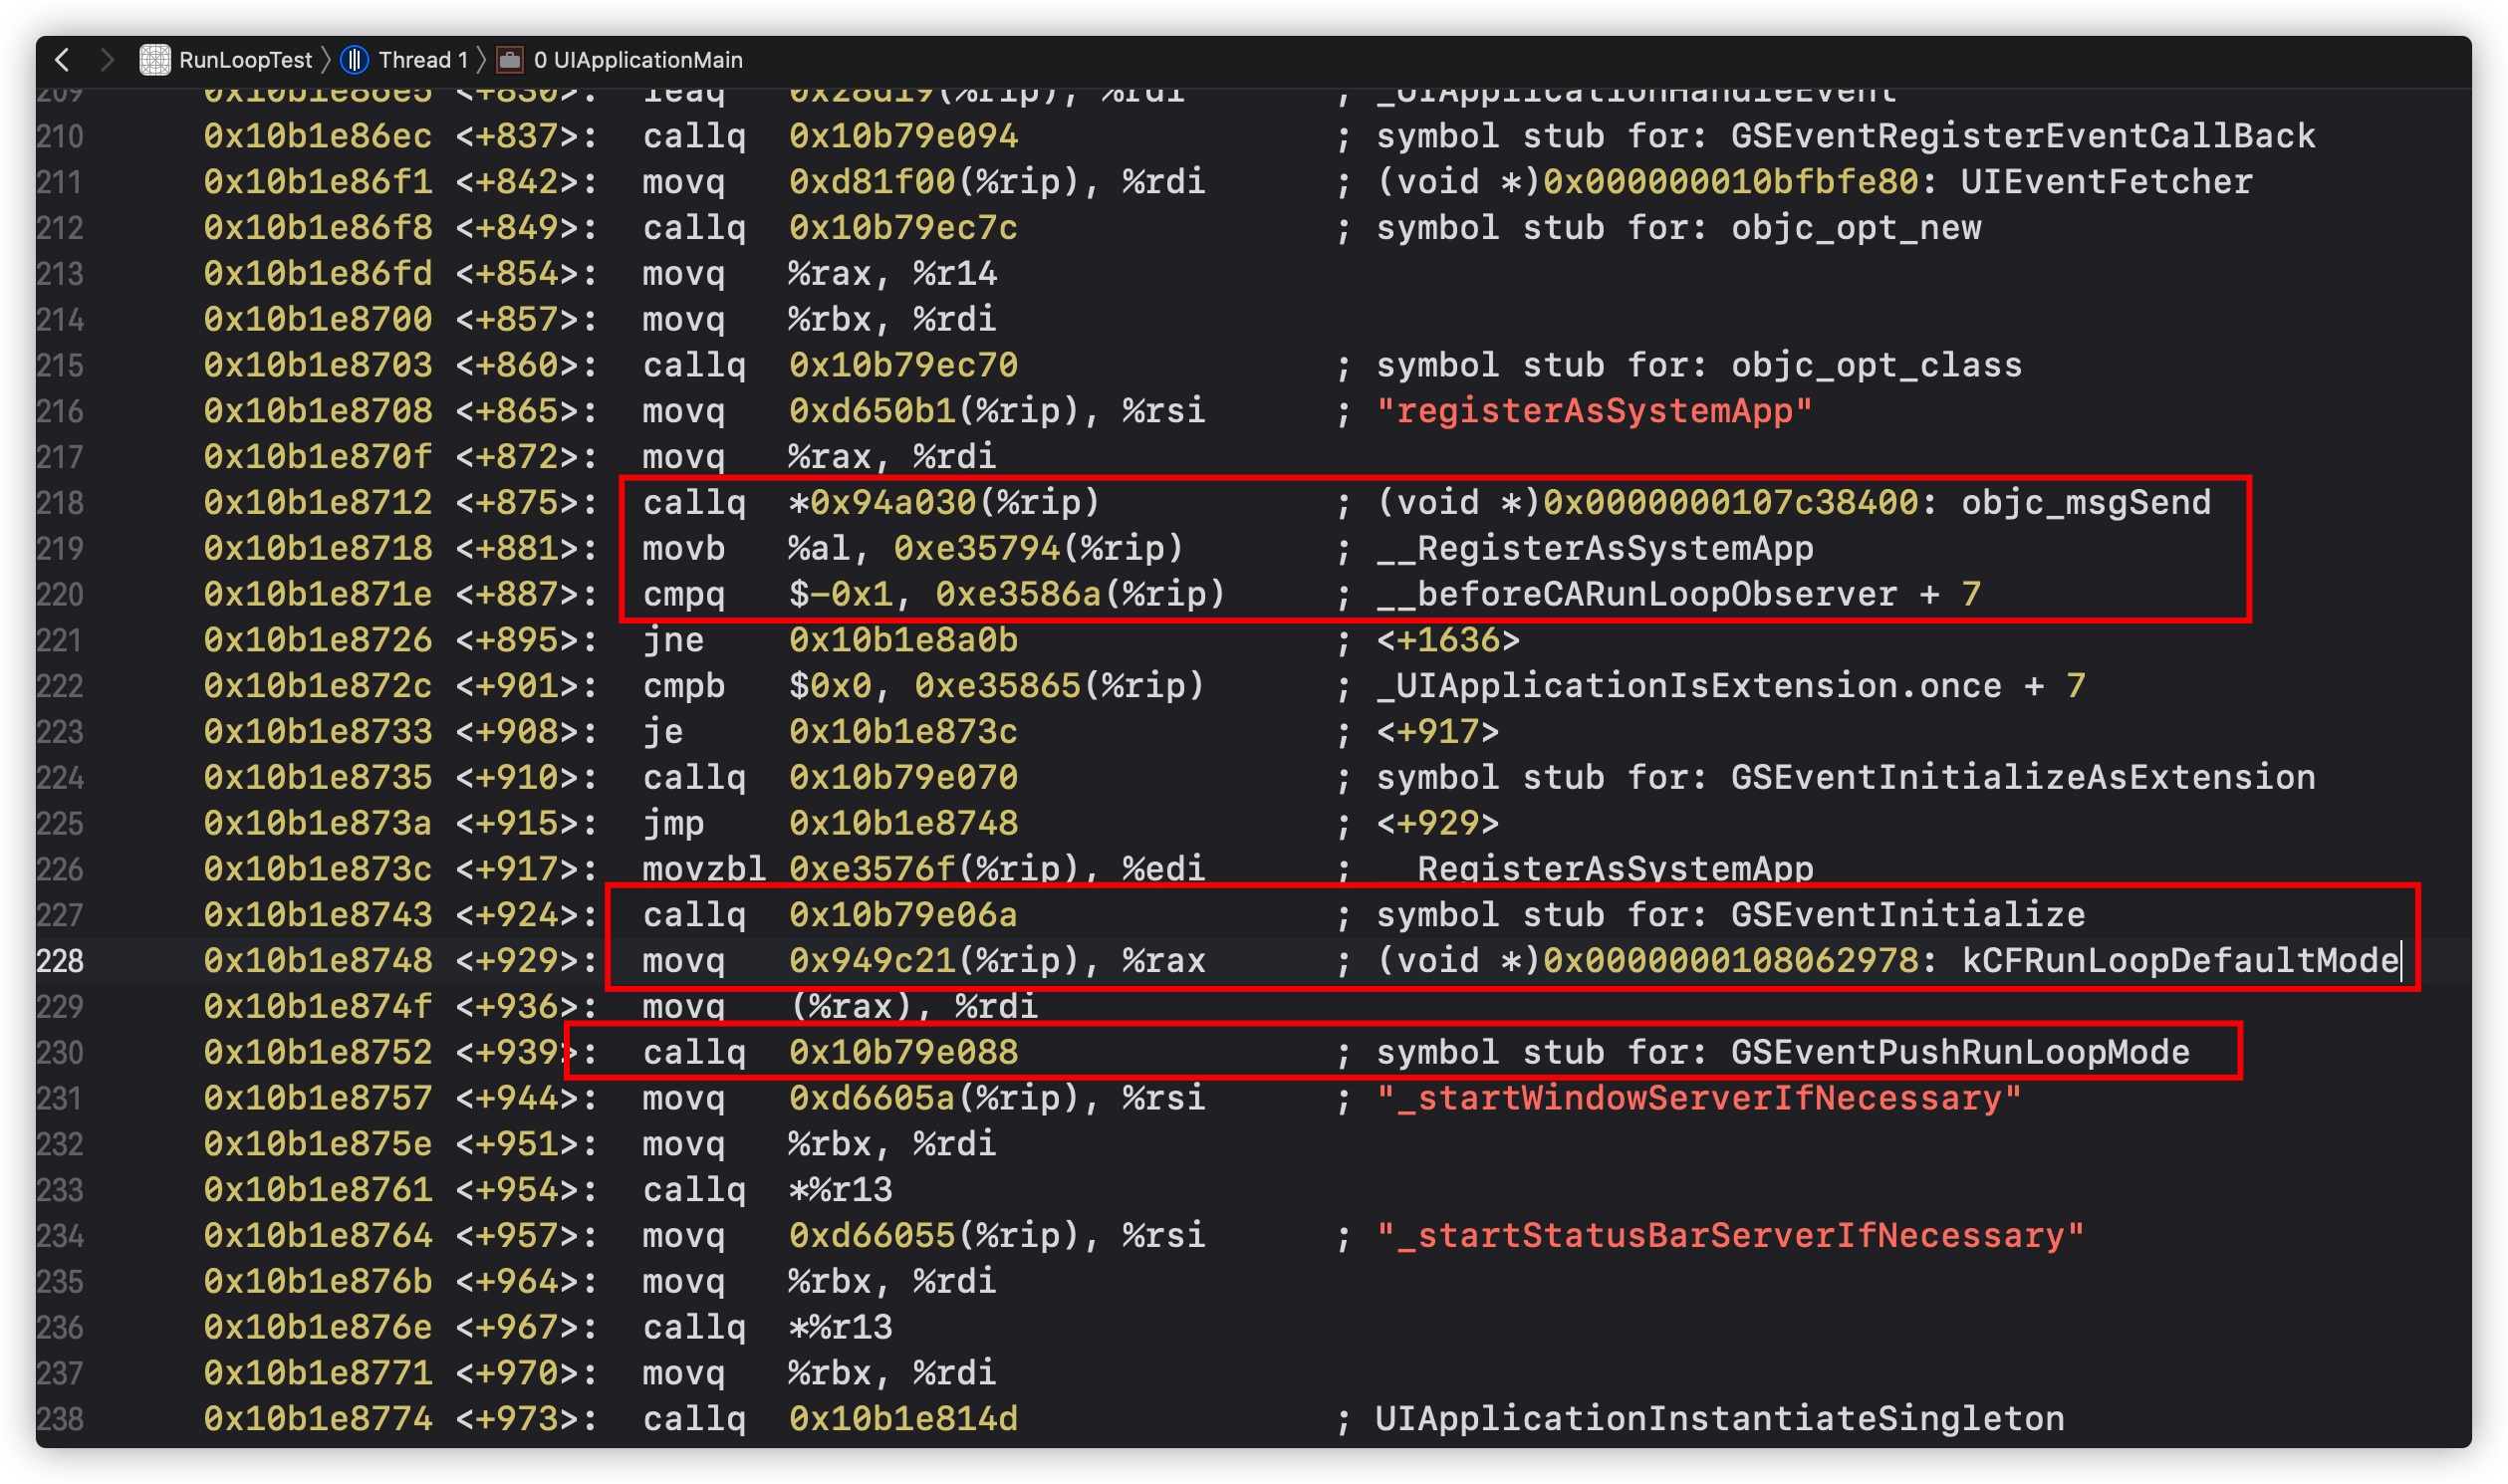 RunLoopTest Thread 1 0 UIApplicationMain
209 0x10b1e86e5 <+830>: leaq 0x28d19(%rip), %rdi ; _UIApplicationHandleEvent
210 0x10b1e86ec <+837>: callq 0x10b79e094 ; symbol stub for: GSEventRegisterEventCallBack
211 0x10b1e86f1 <+842>: movq 0xd81f00(%rip), %rdi ; (void *)0x000000010bfbfe80: UIEventFetcher
212 0x10b1e86f8 <+849>: callq 0x10b79ec7c ; symbol stub for: objc_opt_new
213 0x10b1e86fd <+854>: movq %rax, %r14
214 0x10b1e8700 <+857>: movq %rbx, %rdi
215 0x10b1e8703 <+860>: callq 0x10b79ec70 ; symbol stub for: objc_opt_class
216 0x10b1e8708 <+865>: movq 0xd650b1(%rip), %rsi ; "registerAsSystemApp"
217 0x10b1e870f <+872>: movq %rax, %rdi
218 0x10b1e8712 <+875>: callq *0x94a030(%rip) ; (void *)0x0000000107c38400: objc_msgSend
219 0x10b1e8718 <+881>: movb %al, 0xe35794(%rip) ; __RegisterAsSystemApp
220 0x10b1e871e <+887>: cmpq $-0x1, 0xe3586a(%rip) ; __beforeCARunLoopObserver + 7
221 0x10b1e8726 <+895>: jne 0x10b1e8a0b ; <+1636>
222 0x10b1e872c <+901>: cmpb $0x0, 0xe35865(%rip) ; _UIApplicationIsExtension.once + 7
223 0x10b1e8733 <+908>: je 0x10b1e873c ; <+917>
224 0x10b1e8735 <+910>: callq 0x10b79e070 ; symbol stub for: GSEventInitializeAsExtension
225 0x10b1e873a <+915>: jmp 0x10b1e8748 ; <+929>
226 0x10b1e873c <+917>: movzbl 0xe3576f(%rip), %edi ; __RegisterAsSystemApp
227 0x10b1e8743 <+924>: callq 0x10b79e06a ; symbol stub for: GSEventInitialize
228 0x10b1e8748 <+929>: movq 0x949c21(%rip), %rax ; (void *)0x0000000108062978: kCFRunLoopDefaultMode
229 0x10b1e874f <+936>: movq (%rax), %rdi
230 0x10b1e8752 <+939>: callq 0x10b79e088 ; symbol stub for: GSEventPushRunLoopMode
231 0x10b1e8757 <+944>: movq 0xd6605a(%rip), %rsi ; "_startWindowServerIfNecessary"
232 0x10b1e875e <+951>: movq %rbx, %rdi
233 0x10b1e8761 <+954>: callq *%r13
234 0x10b1e8764 <+957>: movq 0xd66055(%rip), %rsi ; "_startStatusBarServerIfNecessary"
235 0x10b1e876b <+964>: movq %rbx, %rdi
236 0x10b1e876e <+967>: callq *%r13
237 0x10b1e8771 <+970>: movq %rbx, %rdi
238 0x10b1e8774 <+973>: callq 0x10b1e814d ; UIApplicationInstantiateSingleton